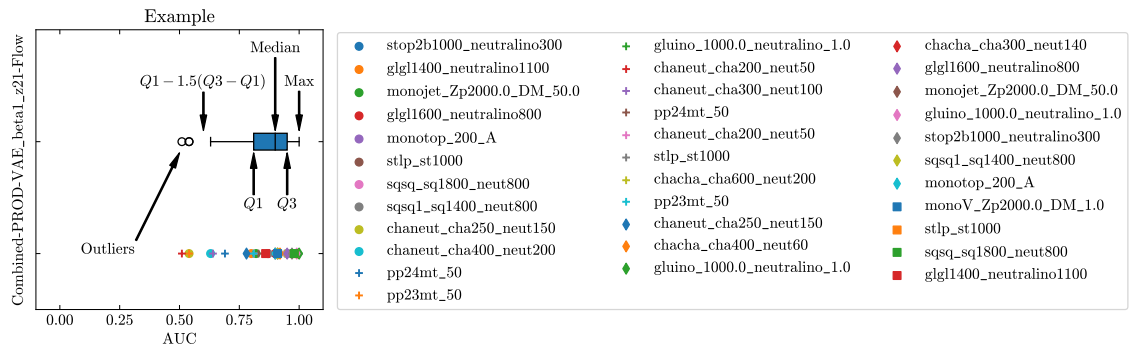 Example
Combined-PROD-VAE_beta1_z21-Flow
Median
Q1 − 1.5(Q3 − Q1)
Max
Q1
Q3
Outliers
0.00
0.25
0.50
0.75
1.00
AUC
stop2b1000_neutralino300
glgl1400_neutralino1100
monojet_Zp2000.0_DM_50.0
glgl1600_neutralino800
monotop_200_A
stlp_st1000
sqsq_sq1800_neut800
sqsq1_sq1400_neut800
chaneut_cha250_neut150
chaneut_cha400_neut200
pp24mt_50
pp23mt_50
gluino_1000.0_neutralino_1.0
chaneut_cha200_neut50
chaneut_cha300_neut100
pp24mt_50
chaneut_cha200_neut50
stlp_st1000
chacha_cha600_neut200
pp23mt_50
chaneut_cha250_neut150
chacha_cha400_neut60
gluino_1000.0_neutralino_1.0
chacha_cha300_neut140
glgl1600_neutralino800
monojet_Zp2000.0_DM_50.0
gluino_1000.0_neutralino_1.0
stop2b1000_neutralino300
sqsq1_sq1400_neut800
monotop_200_A
monoV_Zp2000.0_DM_1.0
stlp_st1000
sqsq_sq1800_neut800
glgl1400_neutralino1100